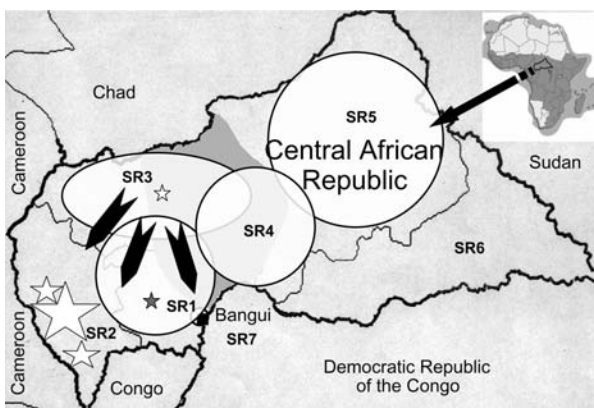 Chad
Cameroon
SR5
Central African
Republic
Sudan
SR3
SR4
SR6
SR1
Bangui
SR2
SR7
Cameroon
Congo
Democratic Republic
of the Congo